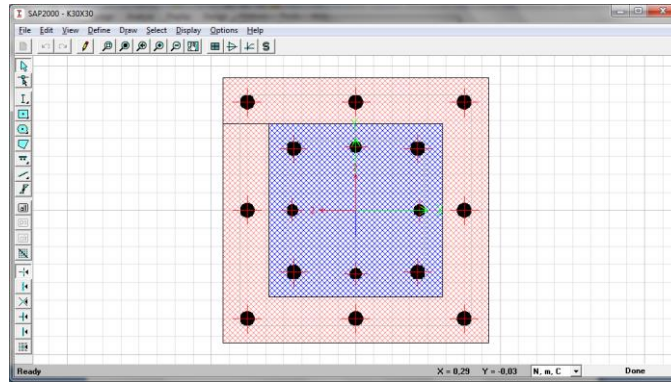 SAP2000 - K30X30
File Edit View Define Draw Select Display Options Help
Ready X = 0,29 Y = -0,03 N, m, C Done